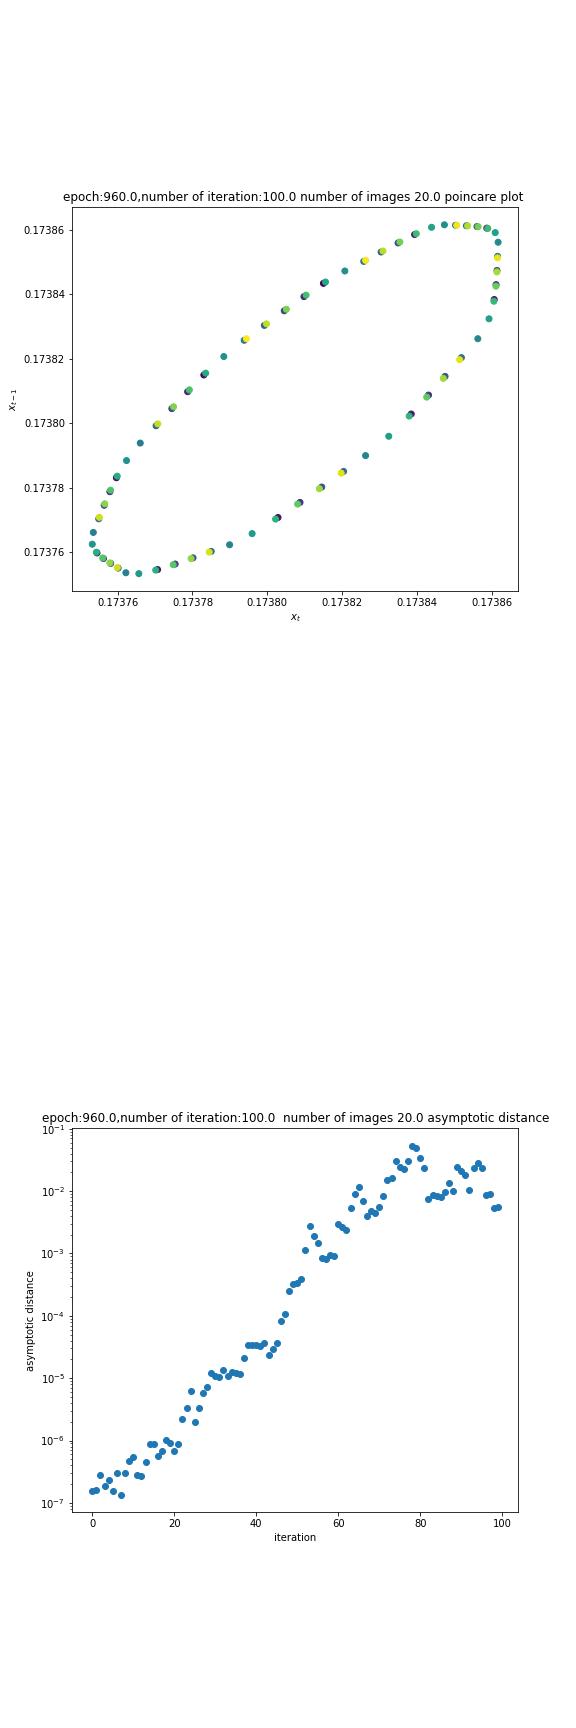 epoch:960.0,number of iteration:100.0 number of images 20.0 poincare plot
0.17386
0.17384
0.17382
0.17380
0.17378
0.17376
x_{t-1}
0.17376 0.17378 0.17380 0.17382 0.17384 0.17386
x_t
epoch:960.0,number of iteration:100.0  number of images 20.0 asymptotic distance
10^{-1}
10^{-2}
10^{-3}
10^{-4}
10^{-5}
10^{-6}
10^{-7}
asymptotic distance
0 20 40 60 80 100
iteration